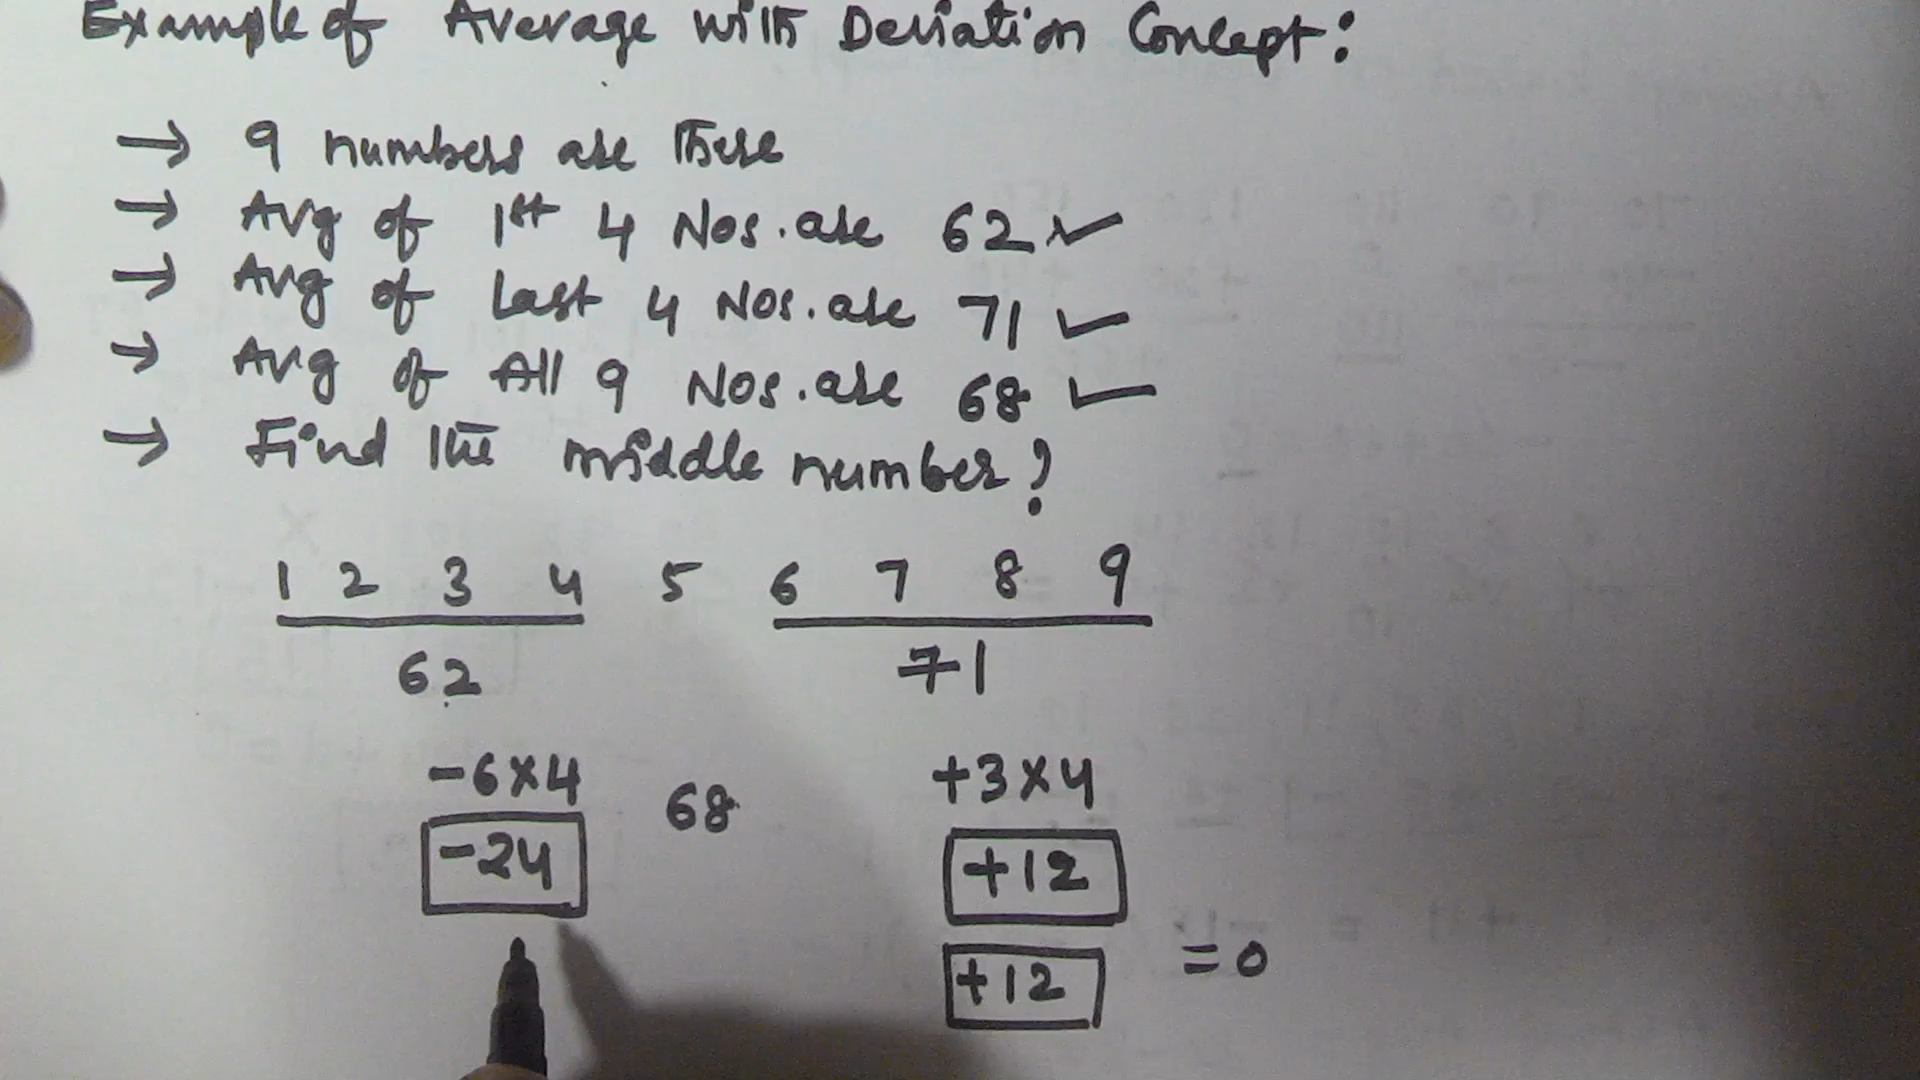 Example of Average with Deviation Concept:
→ 9 numbers are there
→ Avg of 1st 4 Nos. are 62 ✓
→ Avg of Last 4 Nos. are 71 ✓
→ Avg of All 9 Nos. are 68 ✓
→ Find the middle number?
1 2 3 4 5 6 7 8 9
62 71
-6×4 68 +3×4
-24 +12
+12 = 0